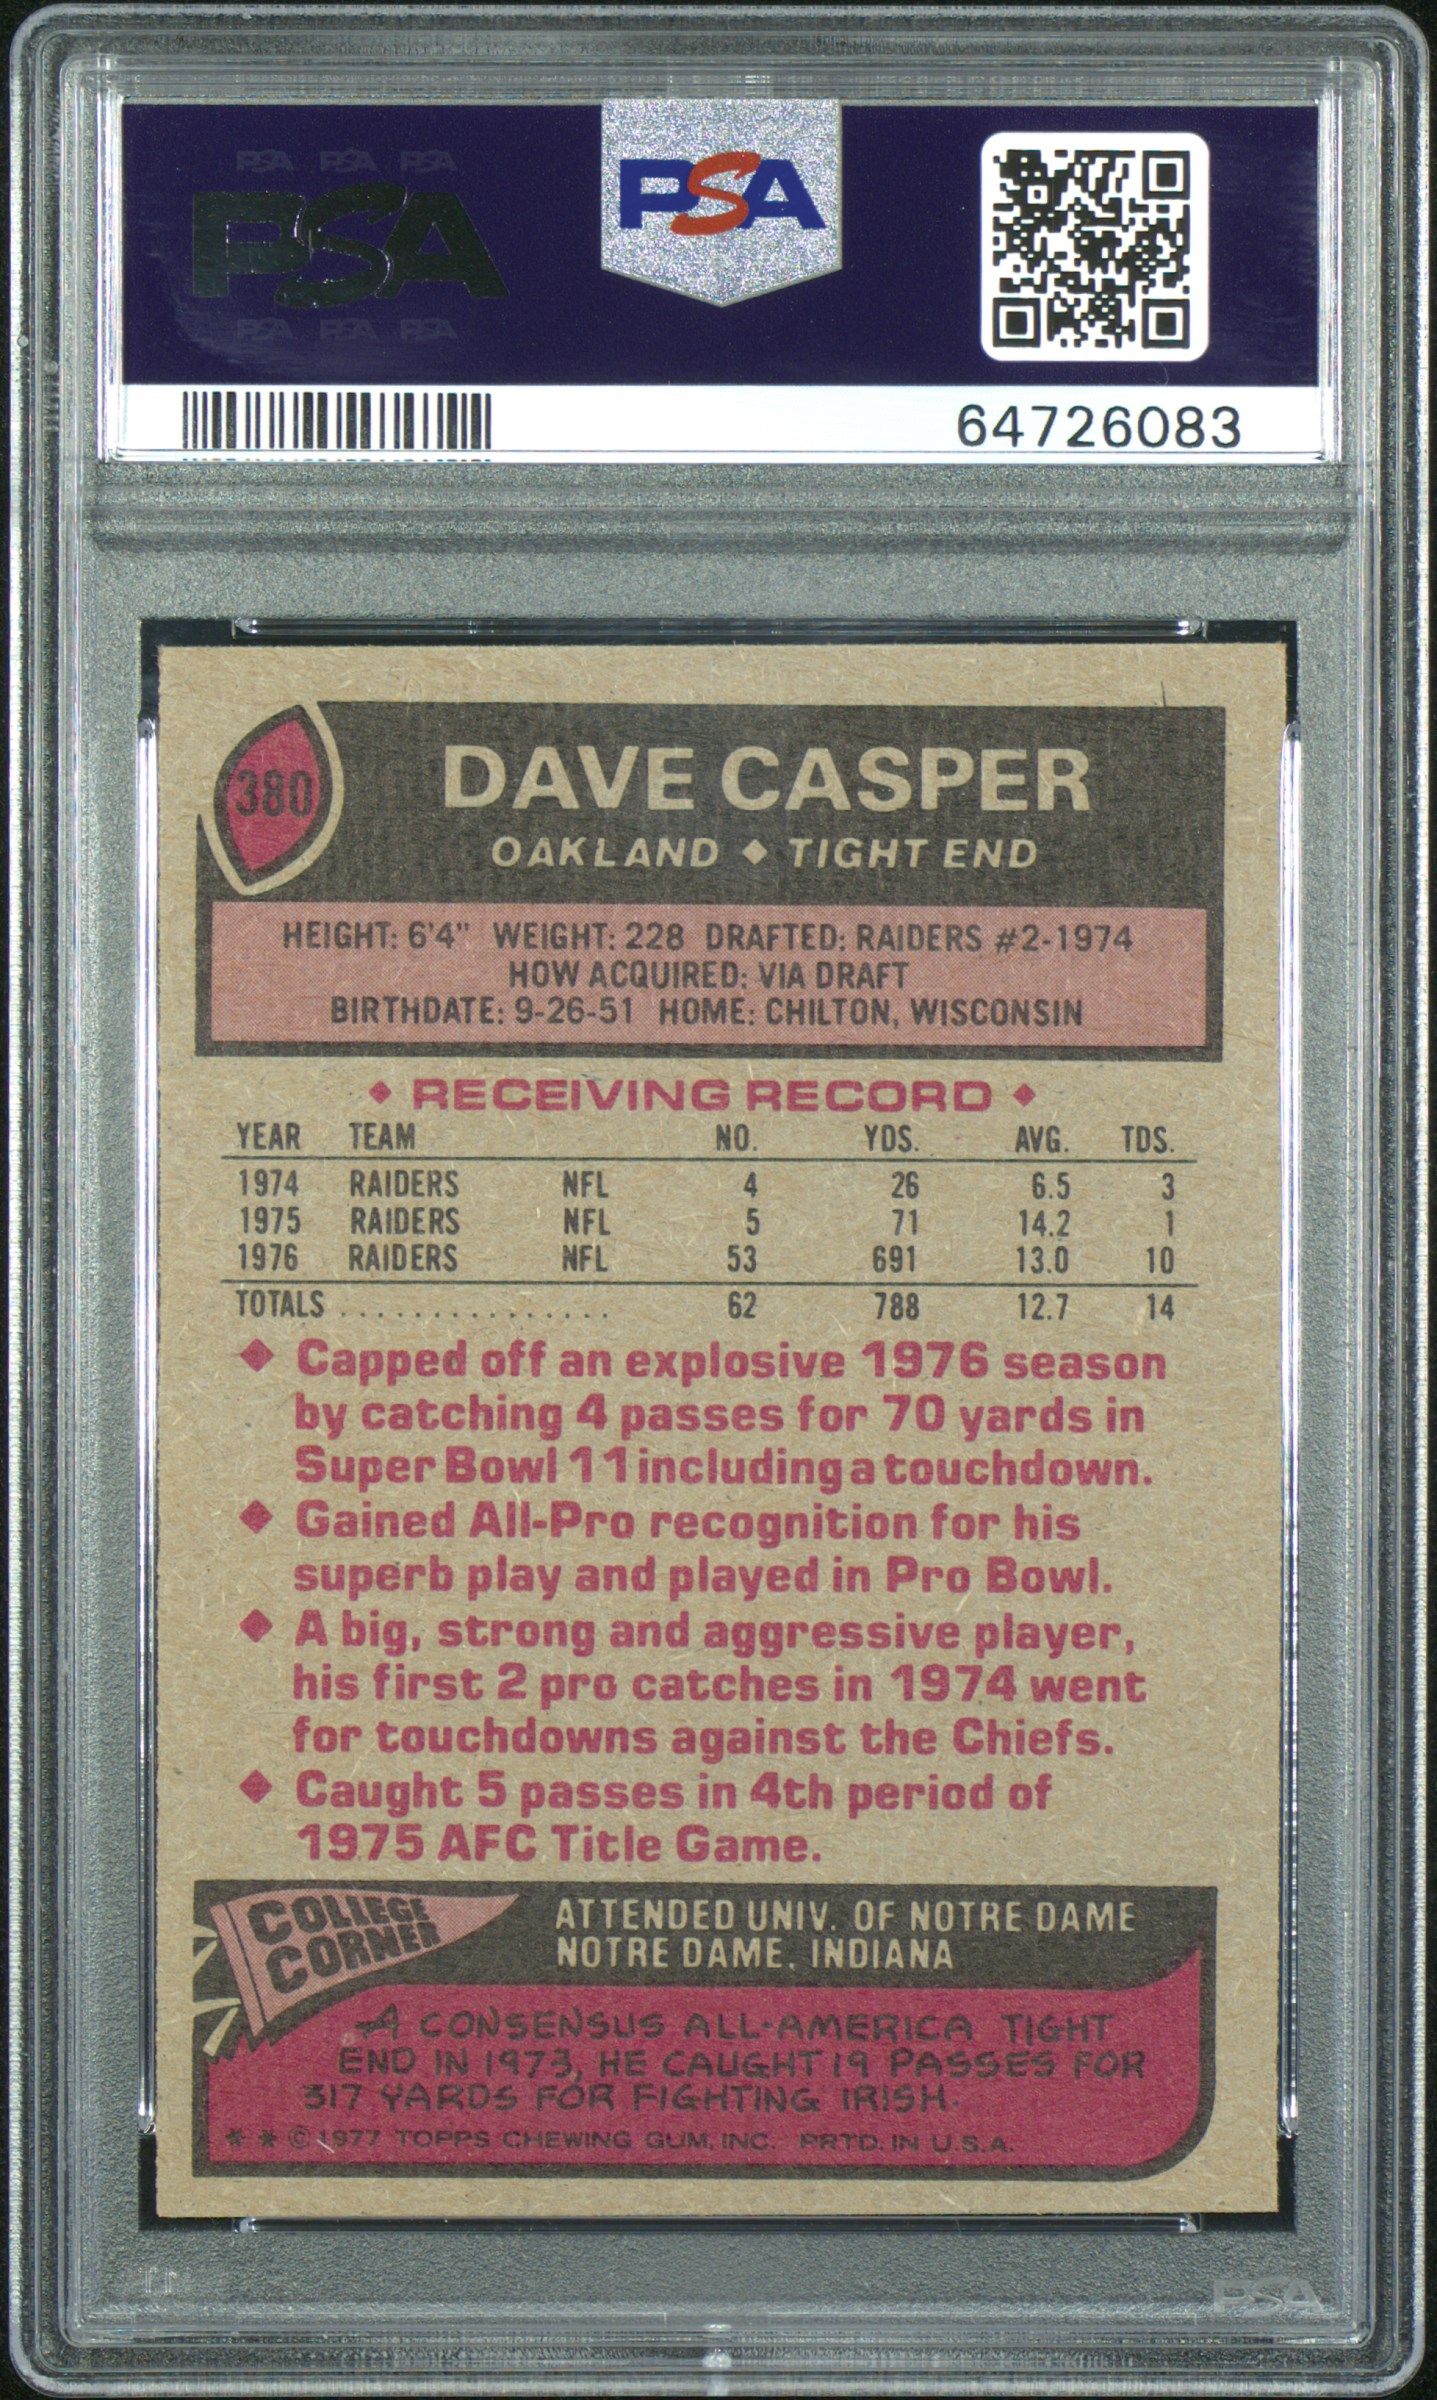 PSA PSA PSA
PSA
PSA PSA PSA
PSA
64726083
380
DAVE CASPER
OAKLAND ◆ TIGHT END
HEIGHT: 6'4" WEIGHT: 228 DRAFTED: RAIDERS #2-1974
HOW ACQUIRED: VIA DRAFT
BIRTHDATE: 9-26-51 HOME: CHILTON, WISCONSIN
◆ RECEIVING RECORD ◆
YEAR TEAM NO. YDS. AVG. TDS.
1974 RAIDERS NFL 4 26 6.5 3
1975 RAIDERS NFL 5 71 14.2 1
1976 RAIDERS NFL 53 691 13.0 10
TOTALS . . . . . . . . . . . . . . . 62 788 12.7 14
◆ Capped off an explosive 1976 season
by catching 4 passes for 70 yards in
Super Bowl 11 including a touchdown.
◆ Gained All-Pro recognition for his
superb play and played in Pro Bowl.
◆ A big, strong and aggressive player,
his first 2 pro catches in 1974 went
for touchdowns against the Chiefs.
◆ Caught 5 passes in 4th period of
1975 AFC Title Game.
COLLEGE
CORNER
ATTENDED UNIV. OF NOTRE DAME
NOTRE DAME, INDIANA
A CONSENSUS ALL-AMERICA TIGHT
END IN 1973, HE CAUGHT 19 PASSES FOR
317 YARDS FOR FIGHTING IRISH.
* * © 1977 TOPPS CHEWING GUM, INC. PRTD. IN U.S.A.
PSA